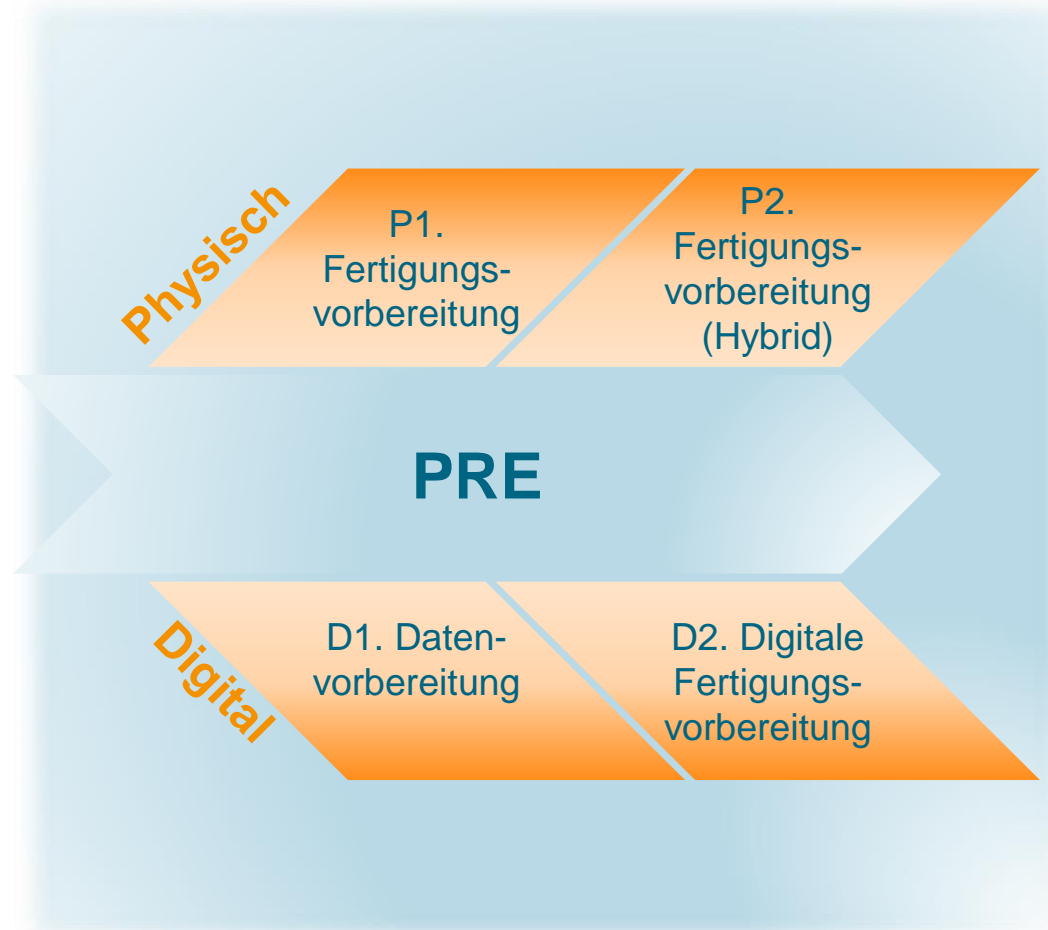 Physisch
P1.
Fertigungs-
vorbereitung
P2.
Fertigungs-
vorbereitung
(Hybrid)
PRE
Digital
D1. Daten-
vorbereitung
D2. Digitale
Fertigungs-
vorbereitung